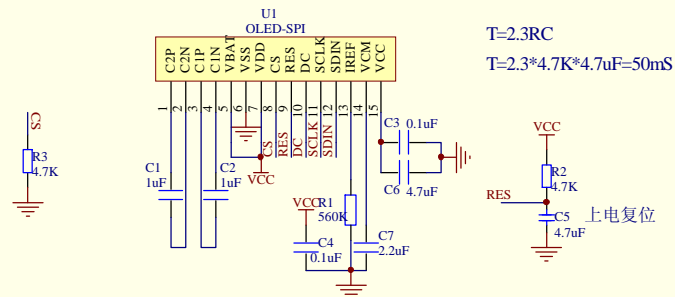 U1
OLED-SPI
C2P
C2N
C1P
C1N
VBAT
VSS
VDD
CS
RES
DC
SCLK
SDIN
IREF
VCM
VCC
1
2
3
4
5
6
7
8
9
10
11
12
13
14
15
CS
RES
DC
SCLK
SDIN
T=2.3RC
T=2.3*4.7K*4.7uF=50mS
CS
R3
4.7K
C1
1uF
C2
1uF
VCC
C3 0.1uF
C6 4.7uF
VCC
R1
560K
C4
0.1uF
C7
2.2uF
VCC
R2
4.7K
RES
C5
4.7uF
上电复位